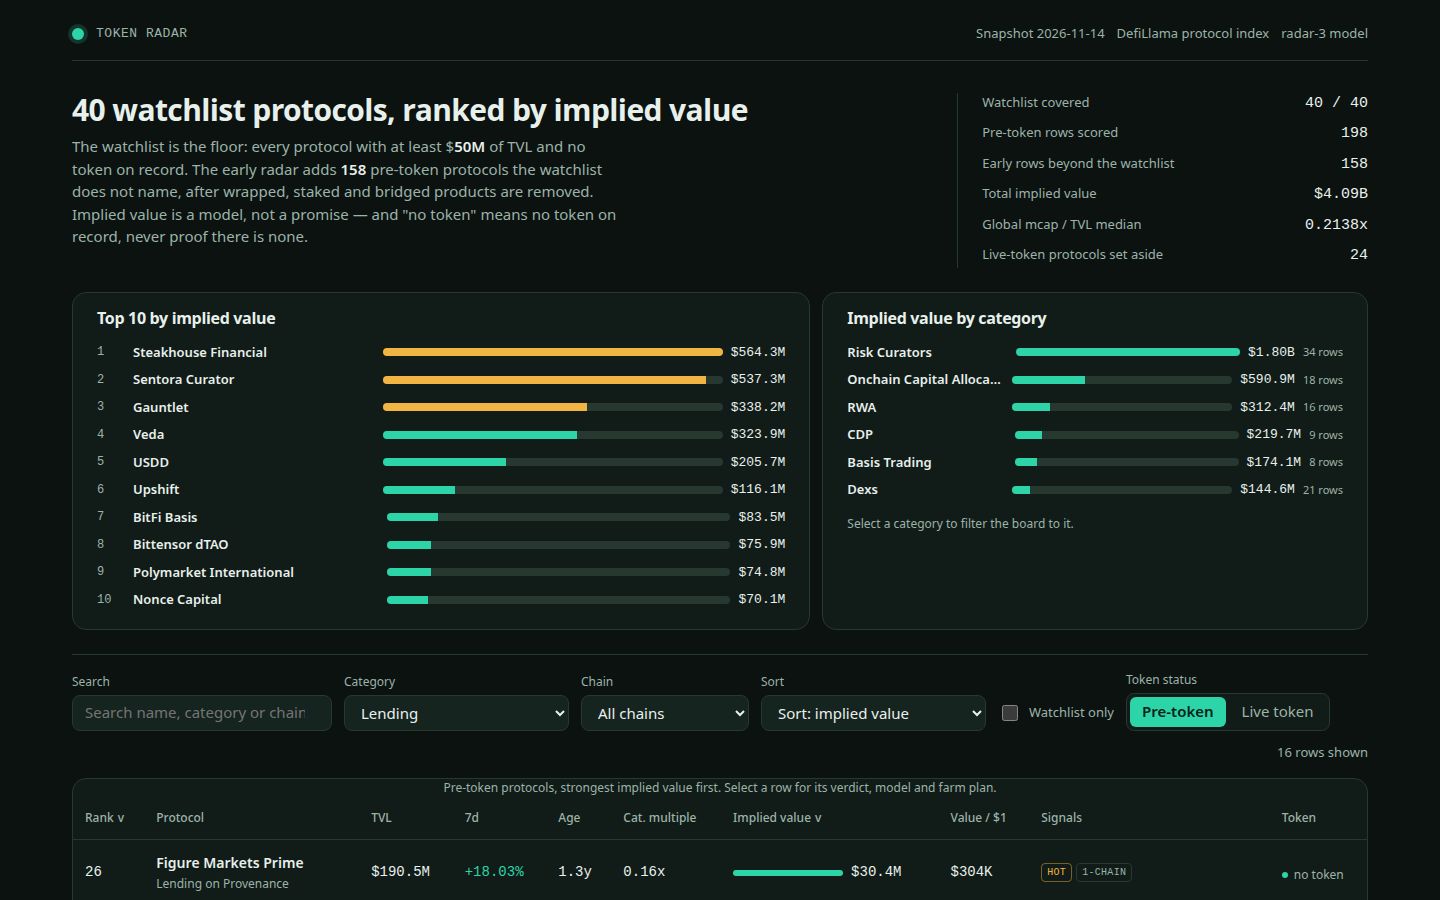 TOKEN RADAR
Snapshot 2026-11-14 DefiLlama protocol index radar-3 model
40 watchlist protocols, ranked by implied value
The watchlist is the floor: every protocol with at least $50M of TVL and no
token on record. The early radar adds 158 pre-token protocols the watchlist
does not name, after wrapped, staked and bridged products are removed.
Implied value is a model, not a promise — and "no token" means no token on
record, never proof there is none.
Watchlist covered 40 / 40
Pre-token rows scored 198
Early rows beyond the watchlist 158
Total implied value $4.09B
Global mcap / TVL median 0.2138x
Live-token protocols set aside 24
Top 10 by implied value
1 Steakhouse Financial $564.3M
2 Sentora Curator $537.3M
3 Gauntlet $338.2M
4 Veda $323.9M
5 USDD $205.7M
6 Upshift $116.1M
7 BitFi Basis $83.5M
8 Bittensor dTAO $75.9M
9 Polymarket International $74.8M
10 Nonce Capital $70.1M
Implied value by category
Risk Curators $1.80B 34 rows
Onchain Capital Alloca... $590.9M 18 rows
RWA $312.4M 16 rows
CDP $219.7M 9 rows
Basis Trading $174.1M 8 rows
Dexs $144.6M 21 rows
Select a category to filter the board to it.
Search Category Chain Sort Token status
Search name, category or chain Lending All chains Sort: implied value Watchlist only Pre-token Live token
16 rows shown
Pre-token protocols, strongest implied value first. Select a row for its verdict, model and farm plan.
Rank v Protocol TVL 7d Age Cat. multiple Implied value v Value / $1 Signals Token
26 Figure Markets Prime $190.5M +18.03% 1.3y 0.16x $30.4M $304K HOT 1-CHAIN no token
Lending on Provenance